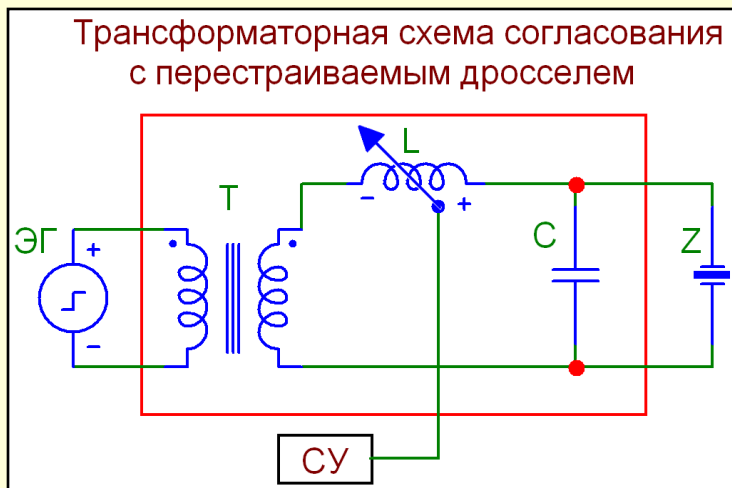 Трансформаторная схема согласования
с перестраиваемым дросселем
L
- +
T
ЭГ
+
-
C
Z
СУ